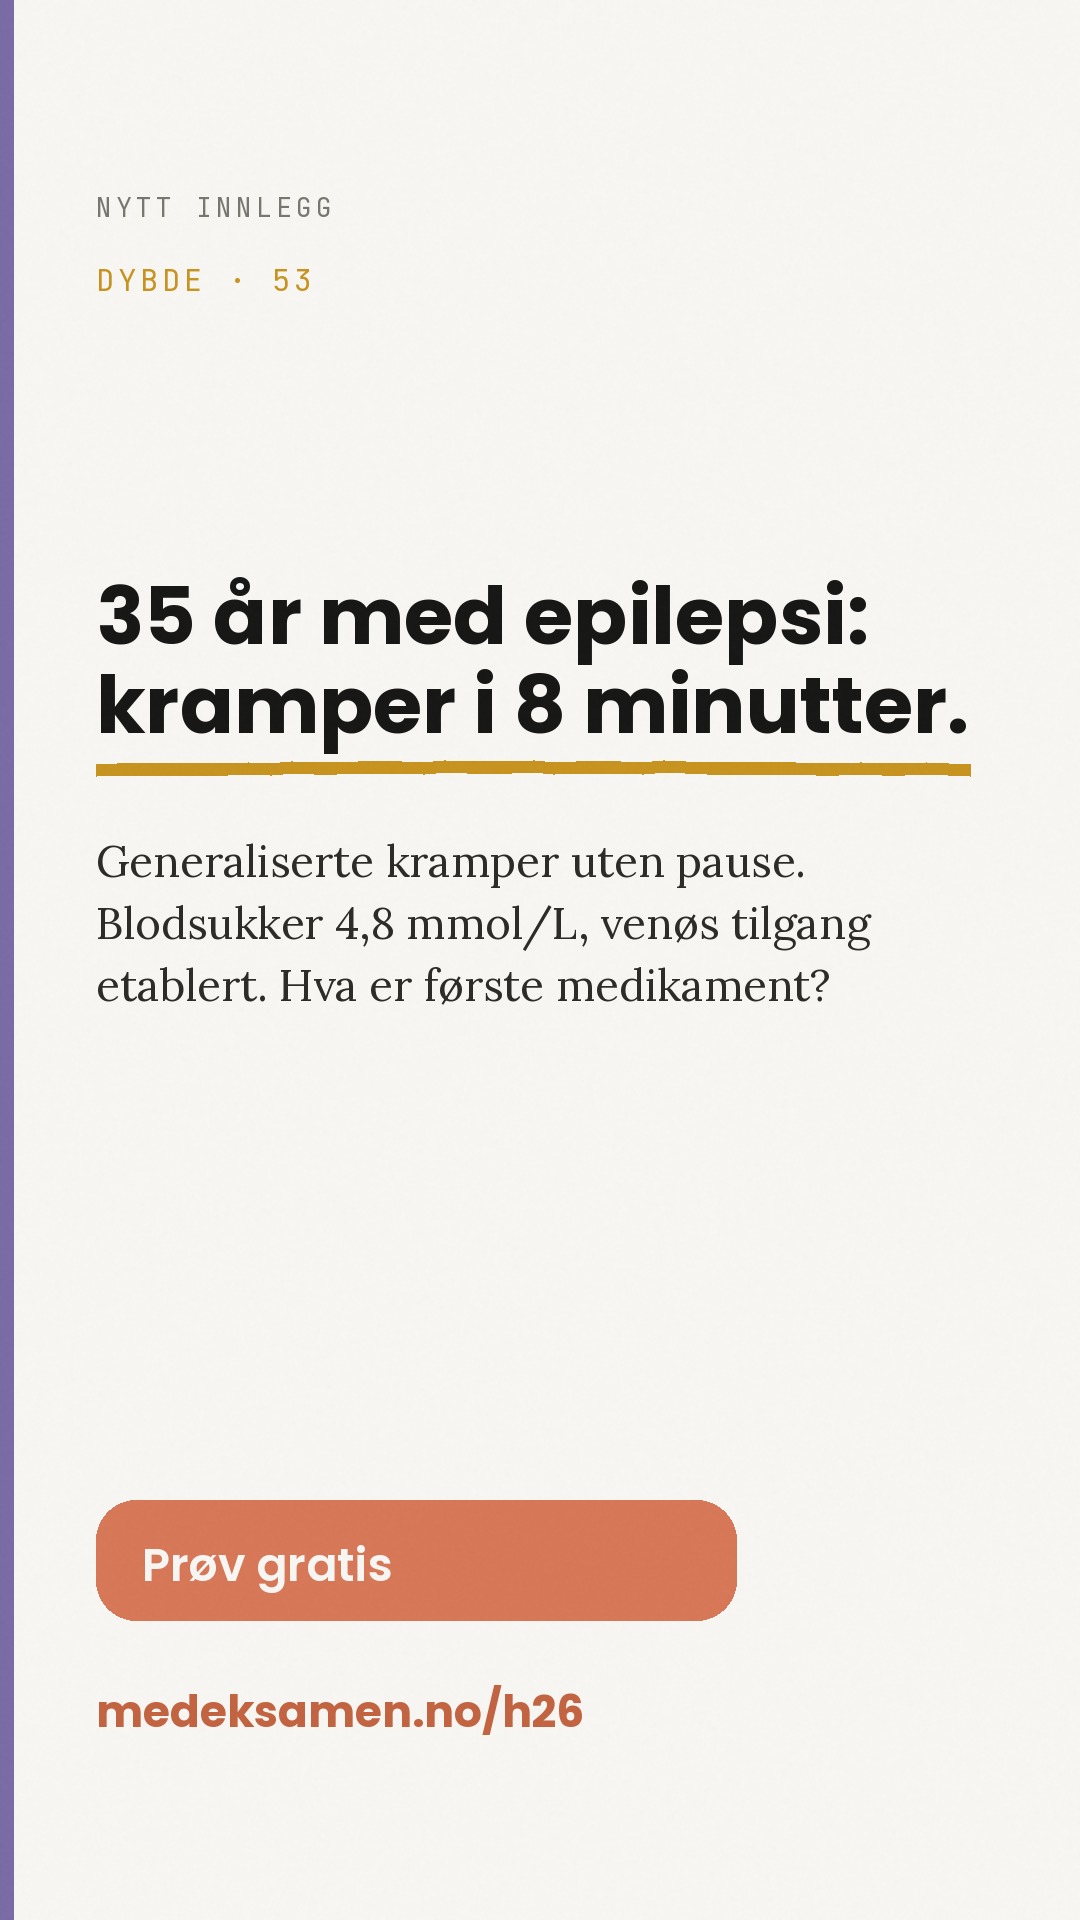 NYTT INNLEGG
DYBDE · 53
35 år med epilepsi:
kramper i 8 minutter.
Generaliserte kramper uten pause.
Blodsukker 4,8 mmol/L, venøs tilgang
etablert. Hva er første medikament?
Prøv gratis
medeksamen.no/h26